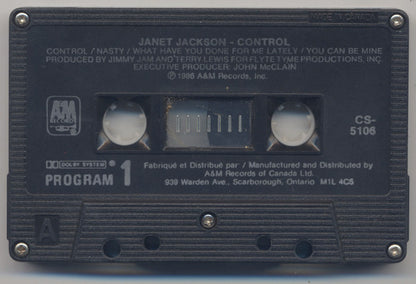 MADE IN CANADA
JANET JACKSON - CONTROL
CONTROL / NASTY / WHAT HAVE YOU DONE FOR ME LATELY / YOU CAN BE MINE
PRODUCED BY JIMMY JAM AND TERRY LEWIS FOR FLYTE TYME PRODUCTIONS, INC.
EXECUTIVE PRODUCER: JOHN McCLAIN
℗ 1986 A&M Records, Inc.
A&M
RECORDS
CS-
5106
DOLBY SYSTEM
PROGRAM 1
Fabriqué et Distribué par / Manufactured and Distributed by
A&M Records of Canada Ltd.
939 Warden Ave., Scarborough, Ontario M1L 4C5
A